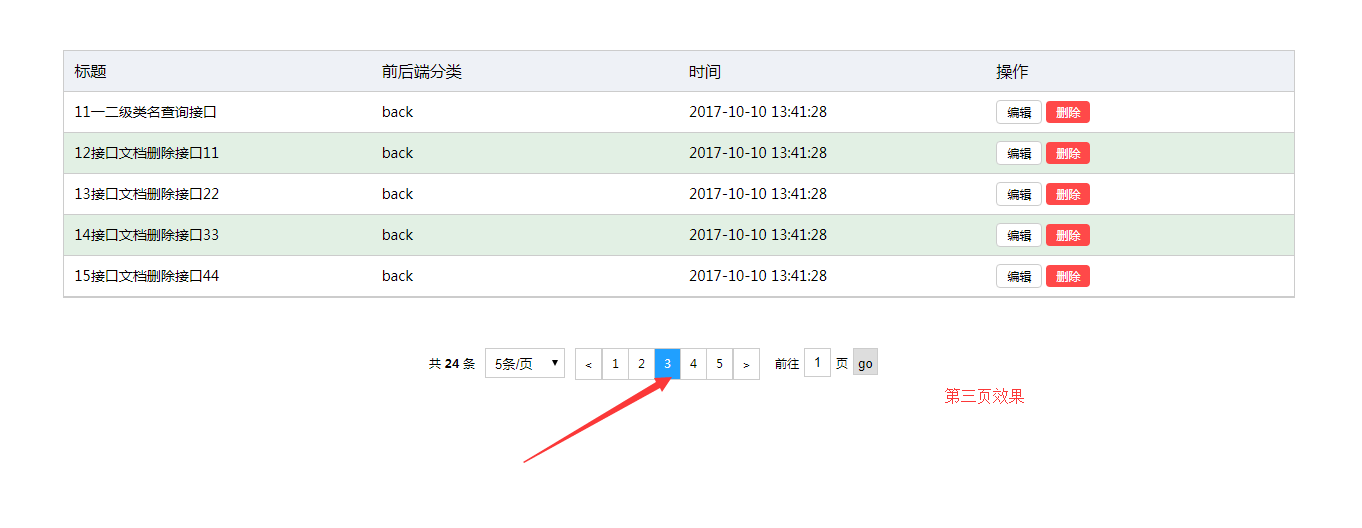 标题 前后端分类 时间 操作
11一二级类名查询接口 back 2017-10-10 13:41:28 编辑 删除
12接口文档删除接口11 back 2017-10-10 13:41:28 编辑 删除
13接口文档删除接口22 back 2017-10-10 13:41:28 编辑 删除
14接口文档删除接口33 back 2017-10-10 13:41:28 编辑 删除
15接口文档删除接口44 back 2017-10-10 13:41:28 编辑 删除
共 24 条 5条/页 < 1 2 3 4 5 > 前往 1 页 go
第三页效果